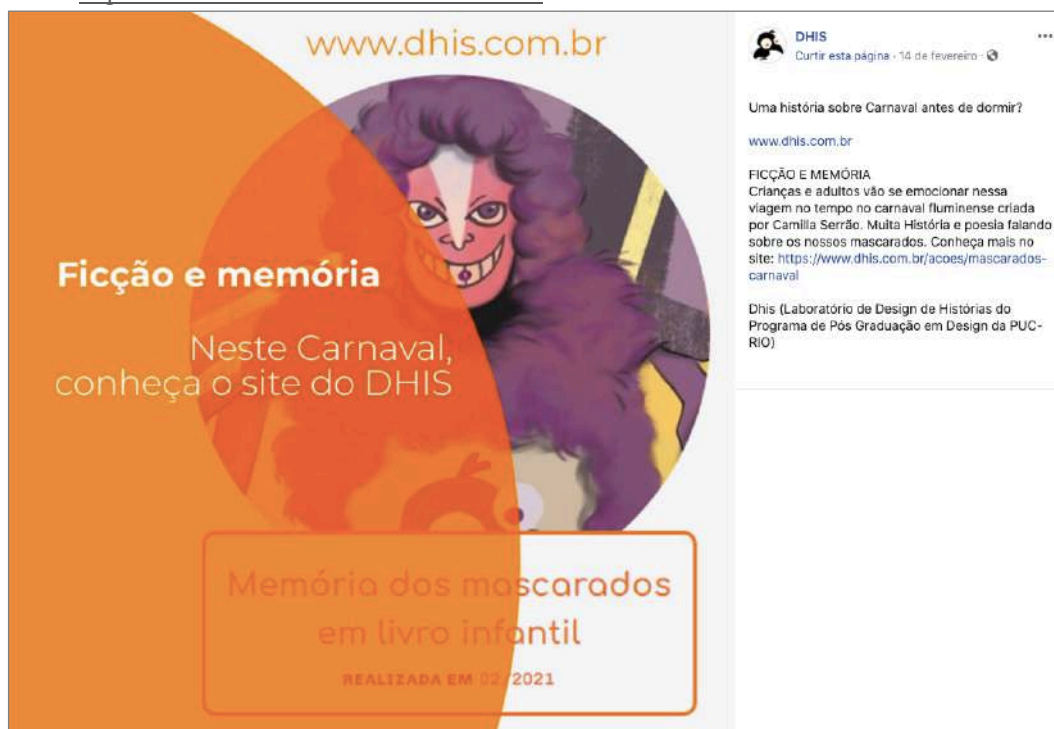 www.dhis.com.br
Ficção e memória
Neste Carnaval,
conheça o site do DHIS
Memória dos mascarados
em livro infantil
REALIZADA EM 02/2021
DHIS
Curtir esta página · 14 de fevereiro ·
Uma história sobre Carnaval antes de dormir?
www.dhis.com.br
FICÇÃO E MEMÓRIA
Crianças e adultos vão se emocionar nessa
viagem no tempo no carnaval fluminense criada
por Camilla Serrão. Muita História e poesia falando
sobre os nossos mascarados. Conheça mais no
site: https://www.dhis.com.br/acoes/mascarados-
carnaval
Dhis (Laboratório de Design de Histórias do
Programa de Pós Graduação em Design da PUC-
RIO)